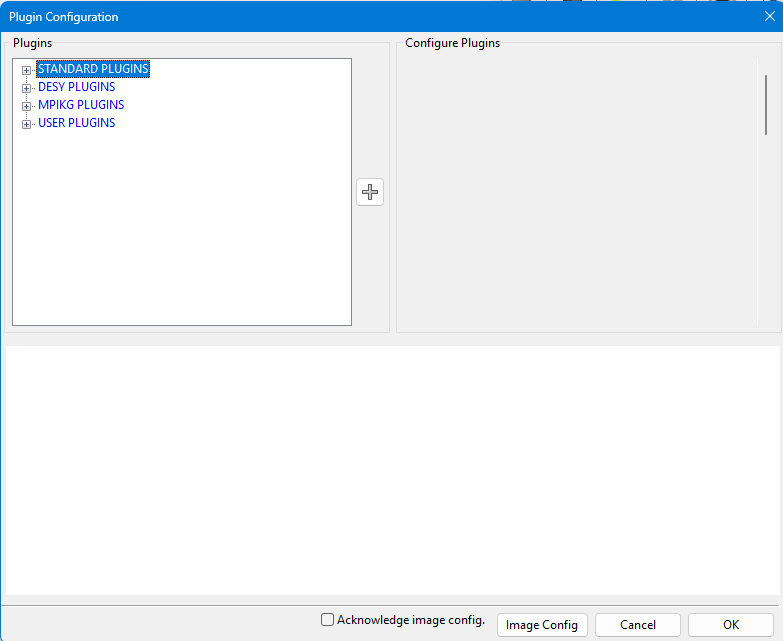 Plugin Configuration
Plugins
STANDARD PLUGINS
DESY PLUGINS
MPIKG PLUGINS
USER PLUGINS
Configure Plugins
Acknowledge image config.
Image Config
Cancel
OK